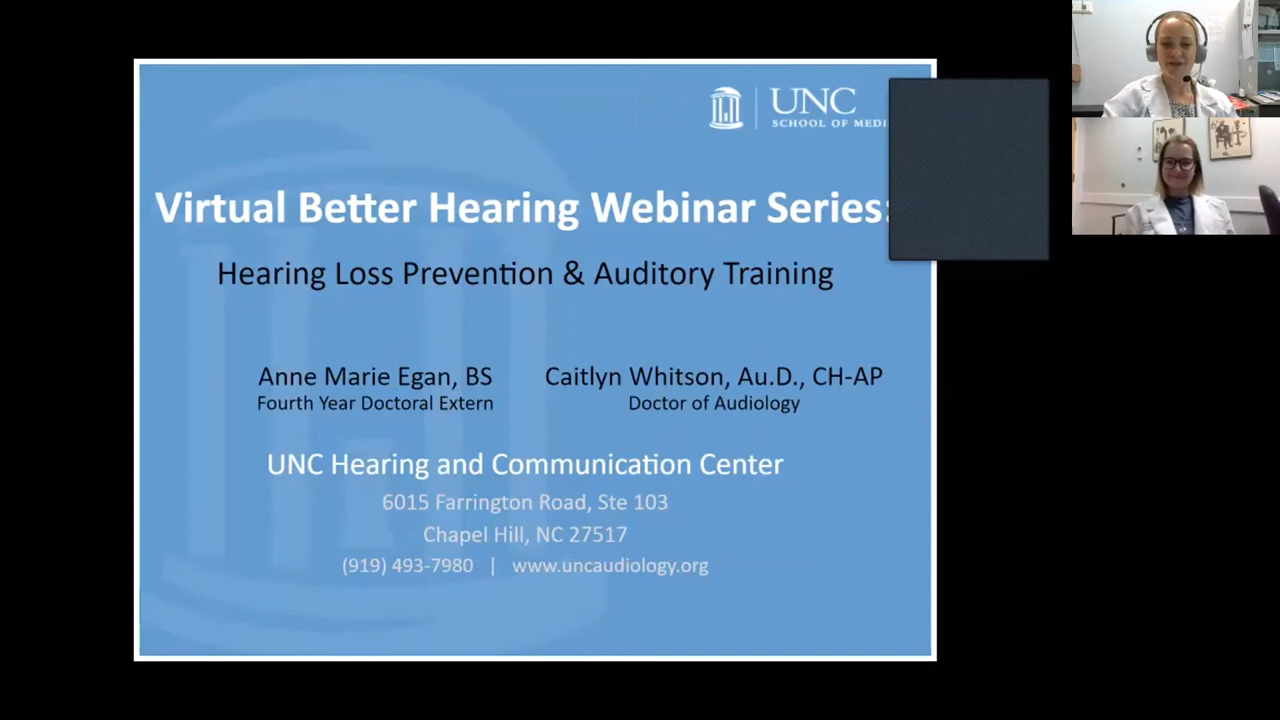 UNC
SCHOOL OF MEDI
Virtual Better Hearing Webinar Series:
Hearing Loss Prevention & Auditory Training
Anne Marie Egan, BS
Fourth Year Doctoral Extern
Caitlyn Whitson, Au.D., CH-AP
Doctor of Audiology
UNC Hearing and Communication Center
6015 Farrington Road, Ste 103
Chapel Hill, NC 27517
(919) 493-7980 | www.uncaudiology.org